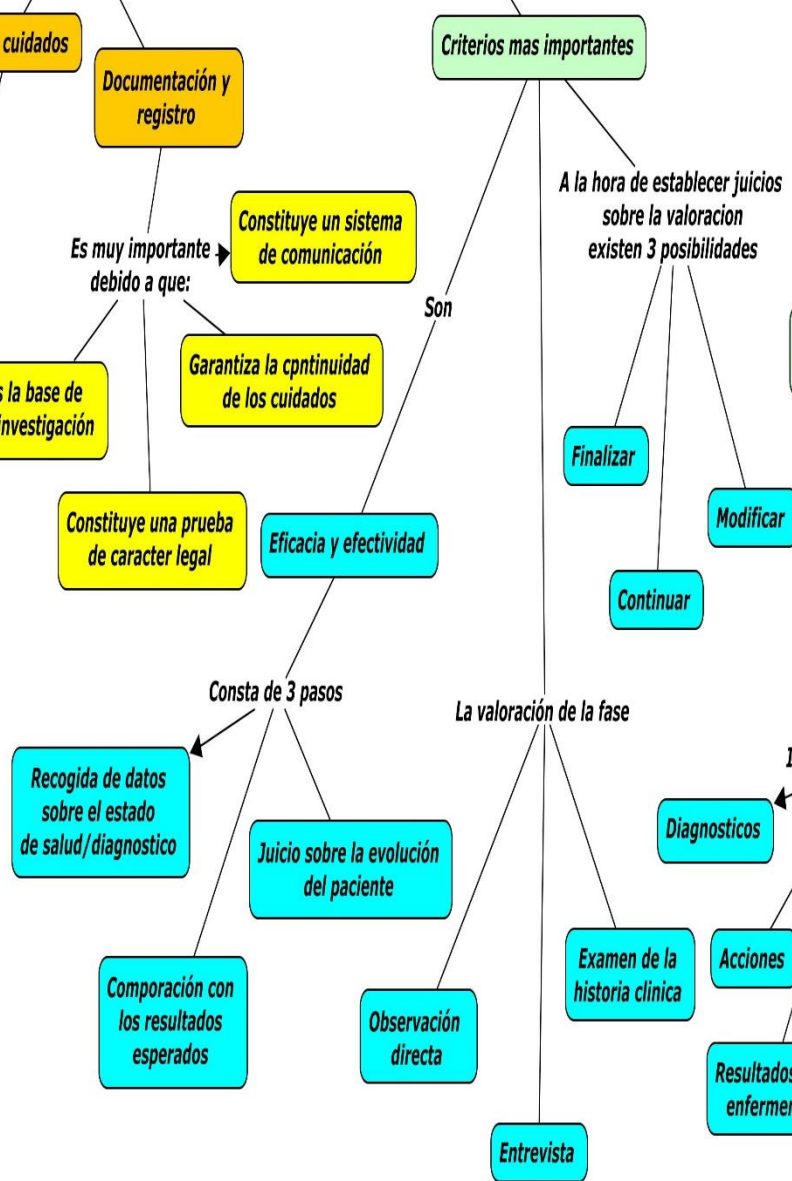 cuidados
Documentación y
registro
Es muy importante
debido a que:
Constituye un sistema
de comunicación
Garantiza la cpntinuidad
de los cuidados
la base de
investigación
Constituye una prueba
de caracter legal
Criterios mas importantes
Son
Eficacia y efectividad
Consta de 3 pasos
Recogida de datos
sobre el estado
de salud/diagnostico
Juicio sobre la evolución
del paciente
Comporación con
los resultados
esperados
La valoración de la fase
Observación
directa
Entrevista
Examen de la
historia clinica
A la hora de establecer juicios
sobre la valoracion
existen 3 posibilidades
Finalizar
Continuar
Modificar
Diagnosticos
Acciones
Resultados